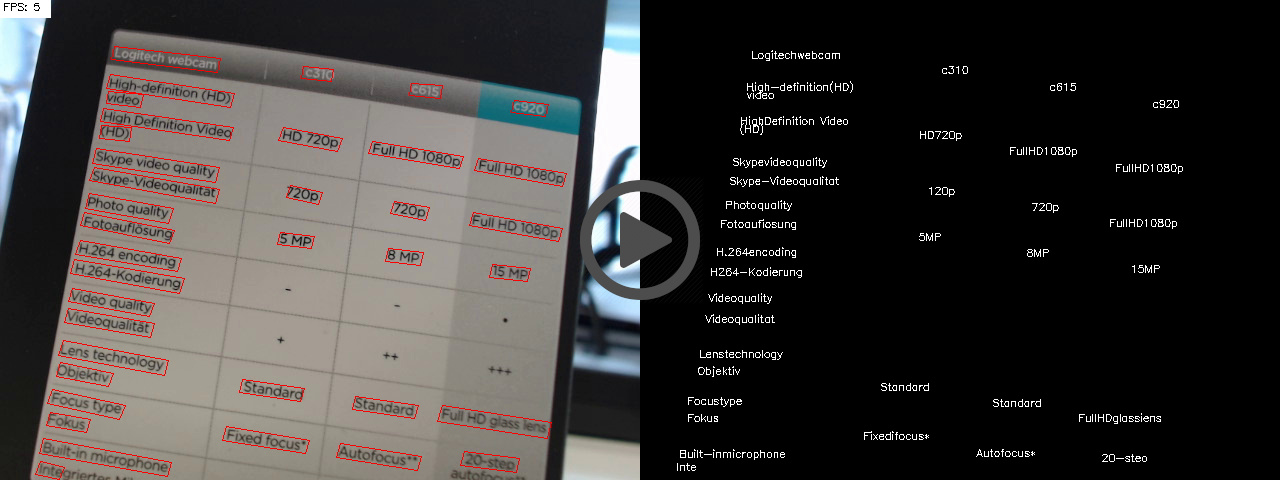 FPS: 5
Logitech webcam c310 c615 c920
High-definition (HD)
video
High Definition Video
(HD)
HD 720p Full HD 1080p Full HD 1080p
Skype video quality
Skype-Videoqualität
720p 720p Full HD 1080p
Photo quality
Fotoauflösung
5 MP 8 MP 15 MP
H.264 encoding
H.264-Kodierung
- - •
Video quality
Videoqualität
+ ++ +++
Lens technology
Objektiv
Standard Standard Full HD glass lens
Focus type
Fokus
Fixed focus* Autofocus** 20-step
autofocus**
Built-in microphone
Integriertes
Logitechwebcam
c310
c615
c920
High-definition(HD)
video
HighDefinition Video
(HD)
HD720p
FullHD1080p
FullHD1080p
Skypevideoquality
Skype-Videoqualitat
120p
720p
FullHD1080p
Photoquality
Fotoauflosung
5MP
8MP
15MP
H.264encoding
H264-Kodierung
Videoquality
Videoqualitat
Lenstechnology
Objektiv
Standard
Standard
FullHDglassiens
Focustype
Fokus
Fixedifocus*
Autofocus*
20-steo
Built-inmicrophone
Inte